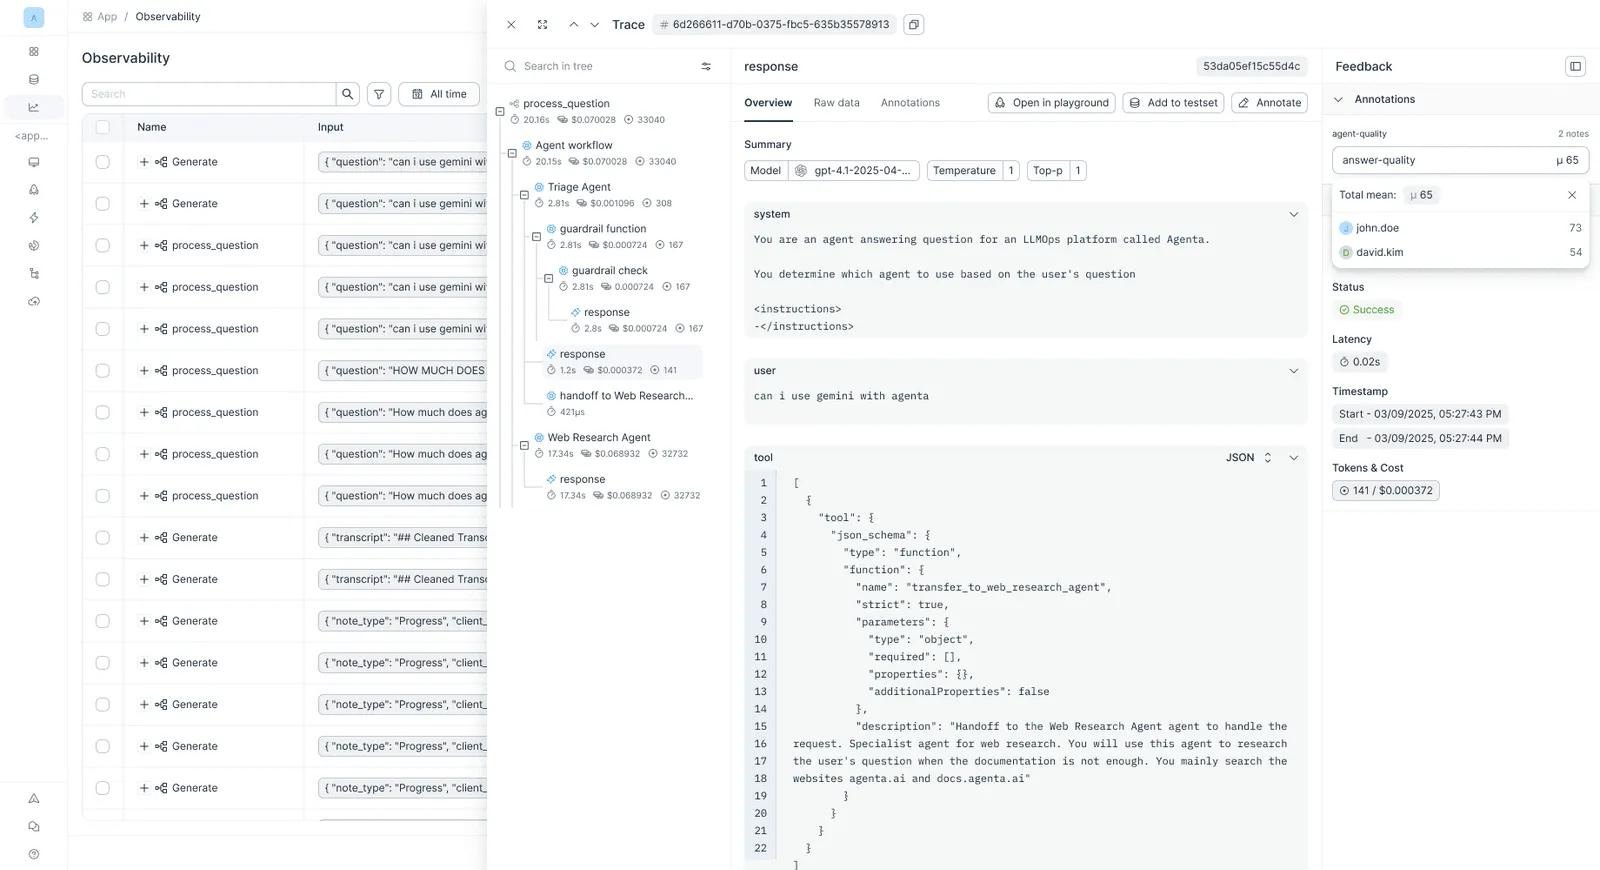 App / Observability
Observability
Search
All time
Name Input
Generate { "question": "can i use gemini wi
Generate { "question": "can i use gemini wi
process_question { "question": "can i use gemini wi
process_question { "question": "can i use gemini wi
process_question { "question": "can i use gemini wi
process_question { "question": "HOW MUCH DOES
process_question { "question": "How much does ag
process_question { "question": "How much does ag
process_question { "question": "How much does ag
Generate { "transcript": "## Cleaned Transc
Generate { "transcript": "## Cleaned Transc
Generate { "note_type": "Progress", "client_
Generate { "note_type": "Progress", "client_
Generate { "note_type": "Progress", "client_
Generate { "note_type": "Progress", "client_
Generate { "note_type": "Progress", "client_
<app...
Trace # 6d266611-d70b-0375-fbc5-635b35578913
Search in tree
process_question
20.16s $0.070028 33040
Agent workflow
20.15s $0.070028 33040
Triage Agent
2.81s $0.001096 308
guardrail function
2.81s $0.000724 167
guardrail check
2.81s 0.000724 167
response
2.8s $0.000724 167
response
1.2s $0.000372 141
handoff to Web Research...
421μs
Web Research Agent
17.34s $0.068932 32732
response
17.34s $0.068932 32732
response 53da05ef15c55d4c
Overview Raw data Annotations Open in playground Add to testset Annotate
Summary
Model gpt-4.1-2025-04-... Temperature 1 Top-p 1
system
You are an agent answering question for an LLMOps platform called Agenta.
You determine which agent to use based on the user's question
<instructions>
-</instructions>
user
can i use gemini with agenta
tool JSON
1 [
2 {
3 "tool": {
4 "json_schema": {
5 "type": "function",
6 "function": {
7 "name": "transfer_to_web_research_agent",
8 "strict": true,
9 "parameters": {
10 "type": "object",
11 "required": [],
12 "properties": {},
13 "additionalProperties": false
14 },
15 "description": "Handoff to the Web Research Agent agent to handle the
16 request. Specialist agent for web research. You will use this agent to research
17 the user's question when the documentation is not enough. You mainly search the
18 websites agenta.ai and docs.agenta.ai"
19 }
20 }
21 }
22 }
]
Feedback
Annotations
agent-quality 2 notes
answer-quality μ 65
Total mean: μ 65
J john.doe 73
D david.kim 54
Status
Success
Latency
0.02s
Timestamp
Start - 03/09/2025, 05:27:43 PM
End - 03/09/2025, 05:27:44 PM
Tokens & Cost
141 / $0.000372